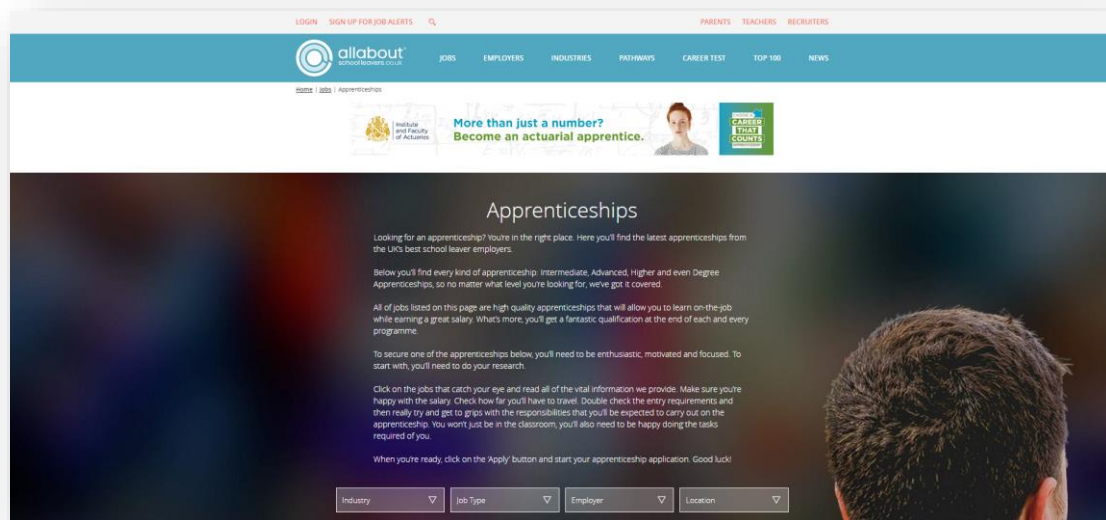 LOGIN SIGN UP FOR JOB ALERTS PARENTS TEACHERS RECRUITERS
allabout
schoolleavers.co.uk
JOBS EMPLOYERS INDUSTRIES PATHWAYS CAREER TEST TOP 100 NEWS
Home | Jobs | Apprenticeships
Institute
and Faculty
of Actuaries
More than just a number?
Become an actuarial apprentice.
CAREER
THAT
COUNTS
Apprenticeships
Looking for an apprenticeship? You're in the right place. Here you'll find the latest apprenticeships from
the UK's best school leaver employers.
Below you'll find every kind of apprenticeship: Intermediate, Advanced, Higher and even Degree
Apprenticeships, so no matter what level you're looking for, we've got it covered.
All of jobs listed on this page are high quality apprenticeships that will allow you to learn on-the-job
while earning a great salary. What's more, you'll get a fantastic qualification at the end of each and every
programme.
To secure one of the apprenticeships below, you'll need to be enthusiastic, motivated and focused. To
start with, you'll need to do your research.
Click on the jobs that catch your eye and read all of the vital information we provide. Make sure you're
happy with the salary. Check how far you'll have to travel. Double check the entry requirements and
then really try and get to grips with the responsibilities that you'll be expected to carry out on the
apprenticeship. You won't just be in the classroom, you'll also need to be happy doing the tasks
required of you.
When you're ready, click on the 'Apply' button and start your apprenticeship application. Good luck!
Industry Job Type Employer Location